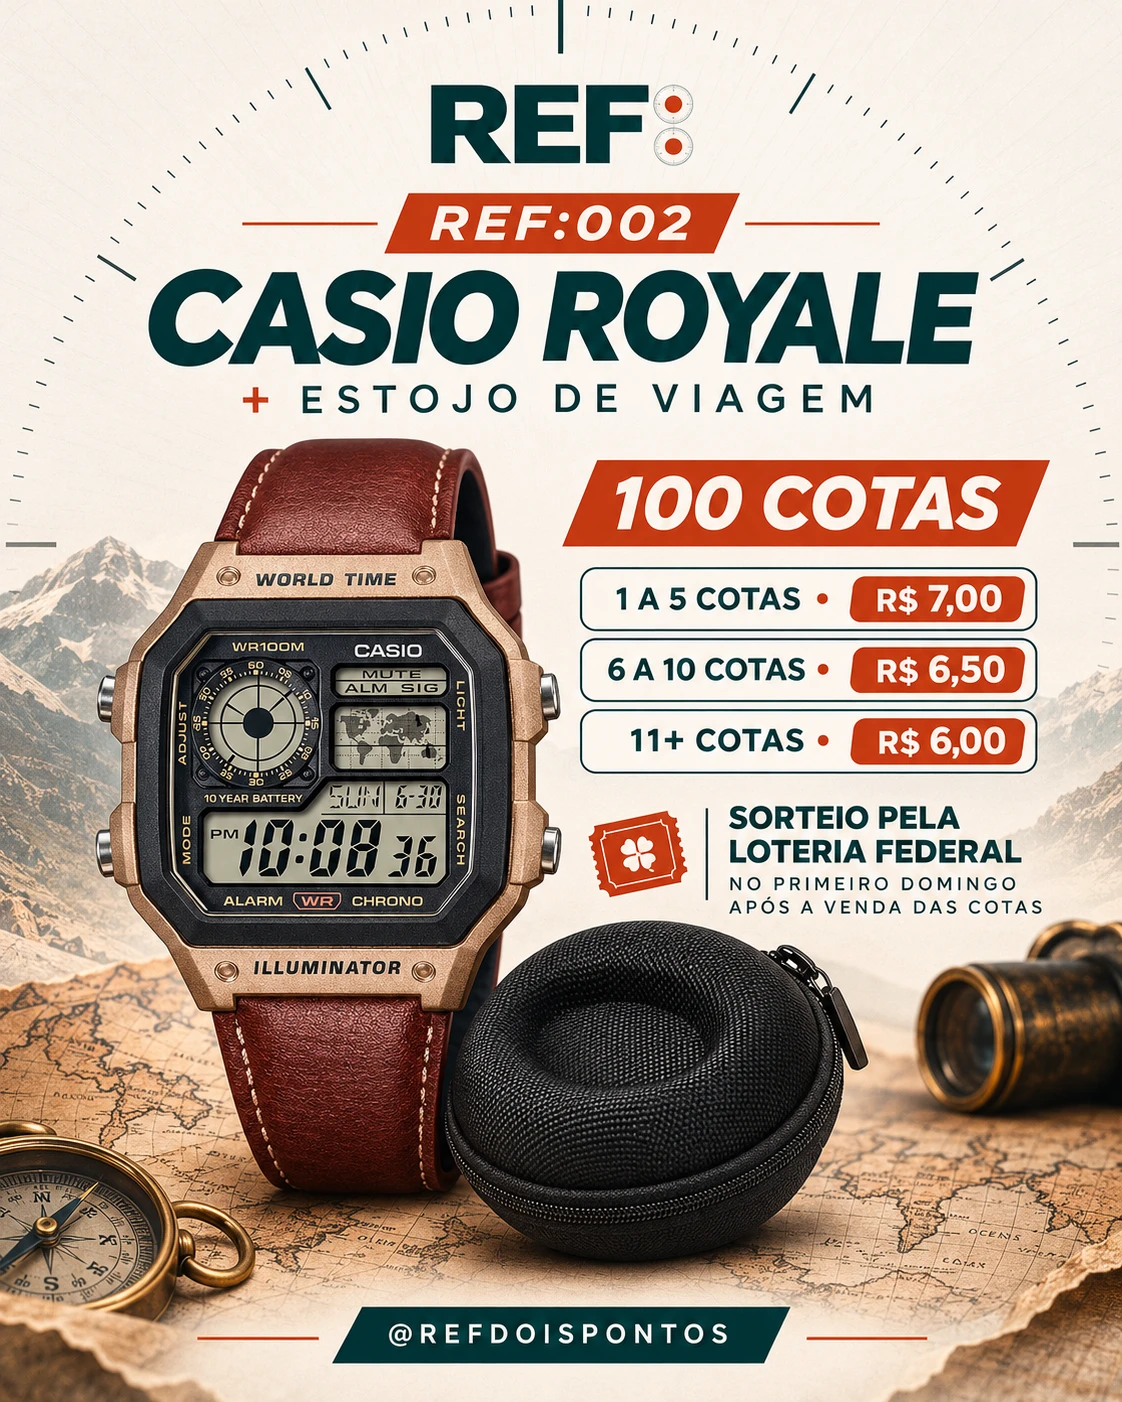 REF:
REF:002
CASIO ROYALE
+ ESTOJO DE VIAGEM
100 COTAS
1 A 5 COTAS • R$ 7,00
6 A 10 COTAS • R$ 6,50
11+ COTAS • R$ 6,00
SORTEIO PELA
LOTERIA FEDERAL
NO PRIMEIRO DOMINGO
APÓS A VENDA DAS COTAS
WORLD TIME
WR100M CASIO
MUTE
ALM SIG
ADJUST
LIGHT
60
30
10 YEAR BATTERY
SUN 6-30
MODE
SEARCH
PM 10:08 36
ALARM WR CHRONO
ILLUMINATOR
N
S
@REFDOISPONTOS